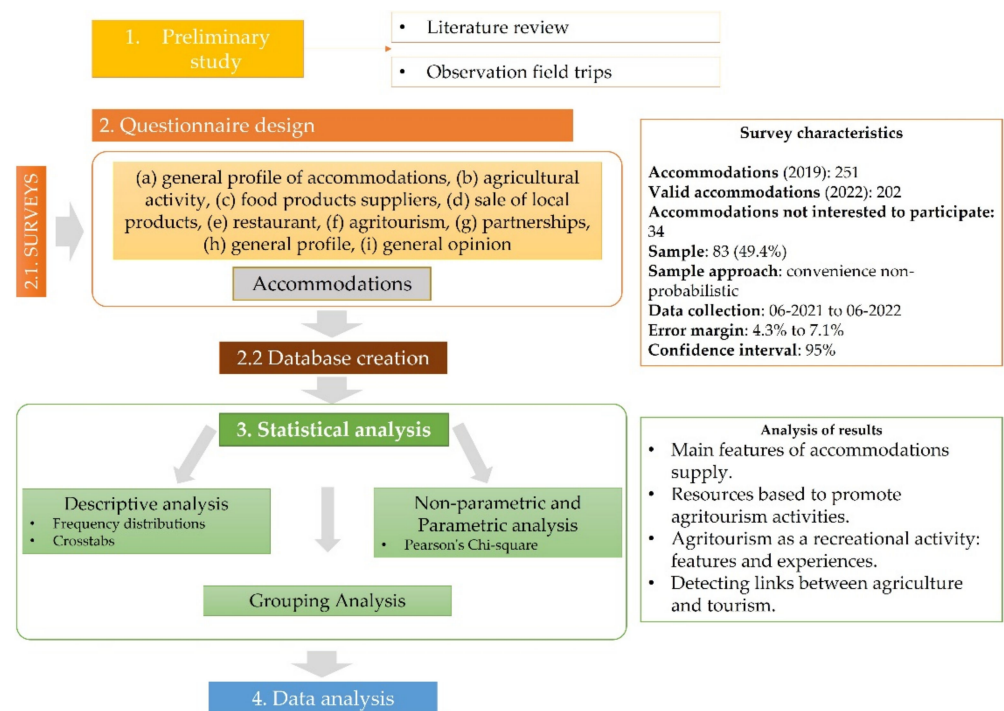 1. Preliminary
study
• Literature review
• Observation field trips
2. Questionnaire design
2.1. SURVEYS
(a) general profile of accommodations, (b) agricultural
activity, (c) food products suppliers, (d) sale of local
products, (e) restaurant, (f) agritourism, (g) partnerships,
(h) general profile, (i) general opinion
Accommodations
Survey characteristics
Accommodations (2019): 251
Valid accommodations (2022): 202
Accommodations not interested to participate:
34
Sample: 83 (49.4%)
Sample approach: convenience non-
probabilistic
Data collection: 06-2021 to 06-2022
Error margin: 4.3% to 7.1%
Confidence interval: 95%
2.2 Database creation
3. Statistical analysis
Descriptive analysis
• Frequency distributions
• Crosstabs
Non-parametric and
Parametric analysis
• Pearson's Chi-square
Grouping Analysis
Analysis of results
• Main features of accommodations
supply.
• Resources based to promote
agritourism activities.
• Agritourism as a recreational activity:
features and experiences.
• Detecting links between agriculture
and tourism.
4. Data analysis